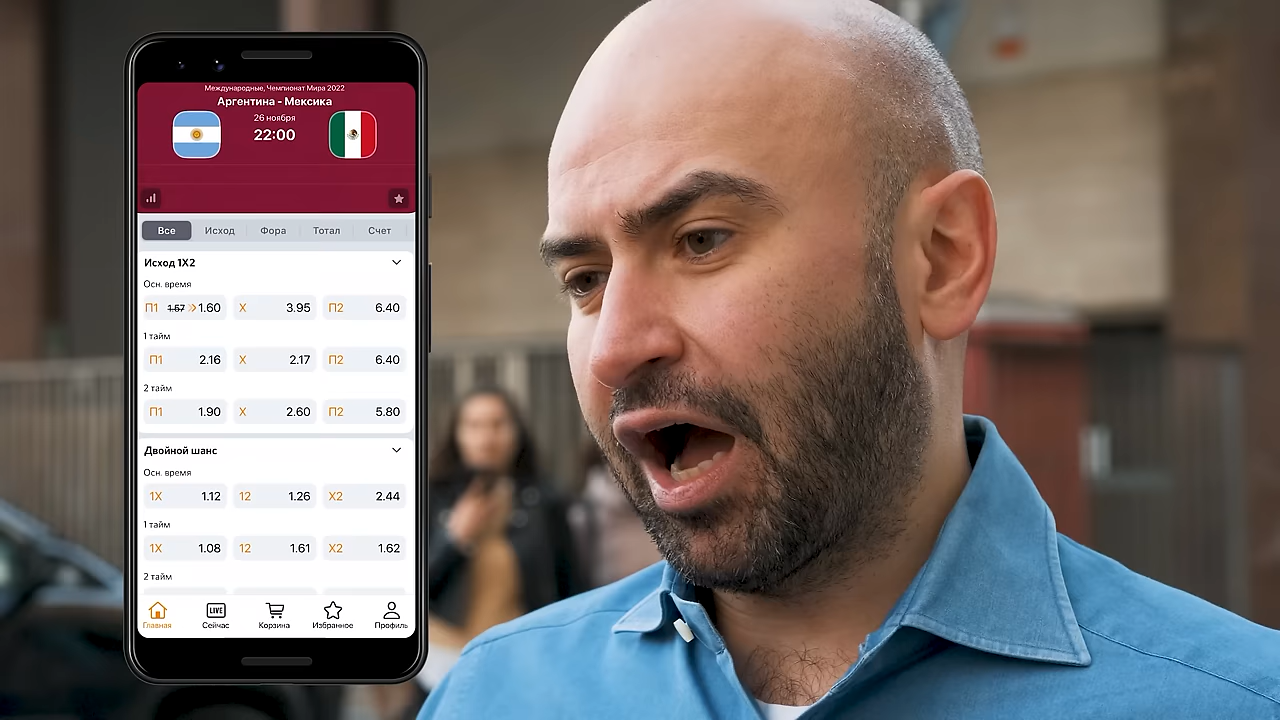 Международные, Чемпионат Мира 2022
Аргентина - Мексика
26 ноября
22:00
Все Исход Фора Тотал Счет
Исход 1X2
Осн. время
П1 1.57 1.60 X 3.95 П2 6.40
1 тайм
П1 2.16 X 2.17 П2 6.40
2 тайм
П1 1.90 X 2.60 П2 5.80
Двойной шанс
Осн. время
1X 1.12 12 1.26 X2 2.44
1 тайм
1X 1.08 12 1.61 X2 1.62
2 тайм
LIVE
Главная Сейчас Корзина Избранное Профиль